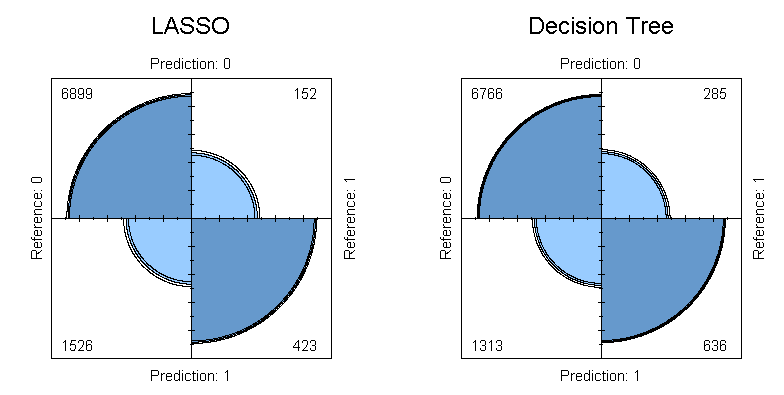 LASSO
Prediction: 0
6899
152
Reference: 0
Reference: 1
1526
423
Prediction: 1
Decision Tree
Prediction: 0
6766
285
Reference: 0
Reference: 1
1313
636
Prediction: 1